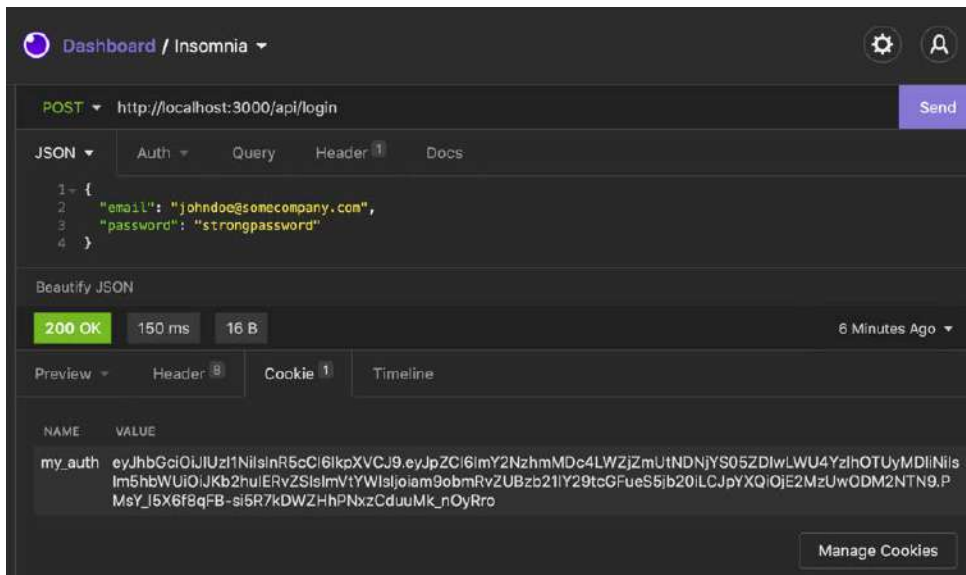 Dashboard / Insomnia
POST http://localhost:3000/api/login Send
JSON Auth Query Header 1 Docs
1 {
2 "email": "johndoe@somecompany.com",
3 "password": "strongpassword"
4 }
Beautify JSON
200 OK 150 ms 16 B 6 Minutes Ago
Preview Header 8 Cookie 1 Timeline
NAME VALUE
my_auth eyJhbGciOiJIUzI1NiIsInR5cCI6IkpXVCJ9.eyJpZCI6ImY2NzhmMDc4LWZjZmUtNDNjYS05ZDIwLWU4YzlhOTUyMDliNiIs
Im5hbWUiOiJKb2huIERvZSIsImVtYWlsIjoiam9obmRvZUBzb21lY29tcGFueS5jb20iLCJpYXQiOjE2MzUwODM2NTN9.P
MsY_I5X6f8qFB-si5R7kDWZHhPNxzCduuMk_nOyRro
Manage Cookies